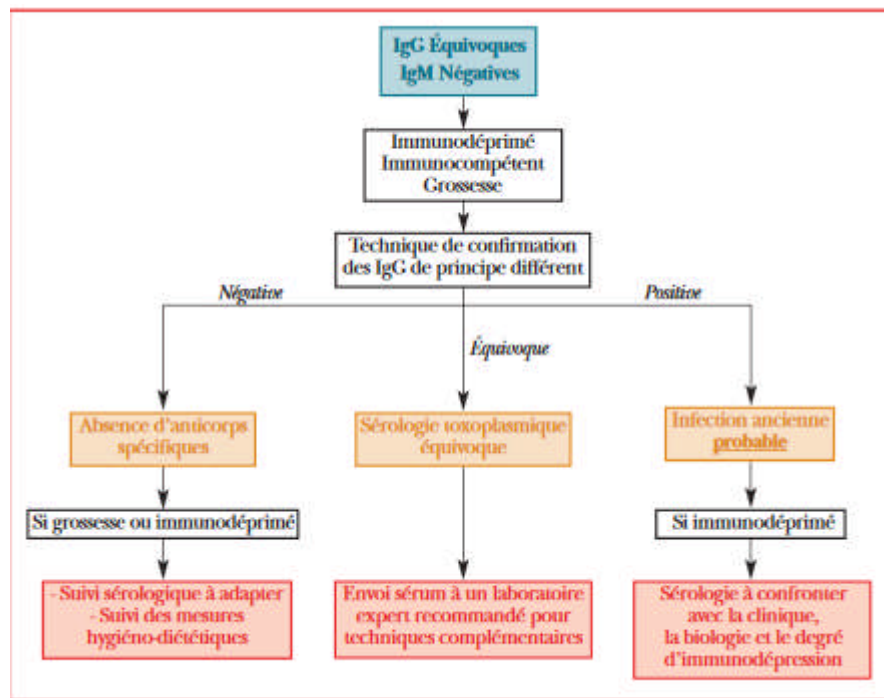 IgG Équivoques
IgM Négatives
Immunodéprimé
Immunocompétent
Grossesse
Technique de confirmation
des IgG de principe différent
Négative
Positive
Équivoque
Absence d'anticorps
spécifiques
Sérologie toxoplasmique
équivoque
Infection ancienne
probable
Si grossesse ou immunodéprimé
Si immunodéprimé
- Suivi sérologique à adapter
- Suivi des mesures
hygiéno-diététiques
Envoi sérum à un laboratoire
expert recommandé pour
techniques complémentaires
Sérologie à confronter
avec la clinique,
la biologie et le degré
d'immunodépression